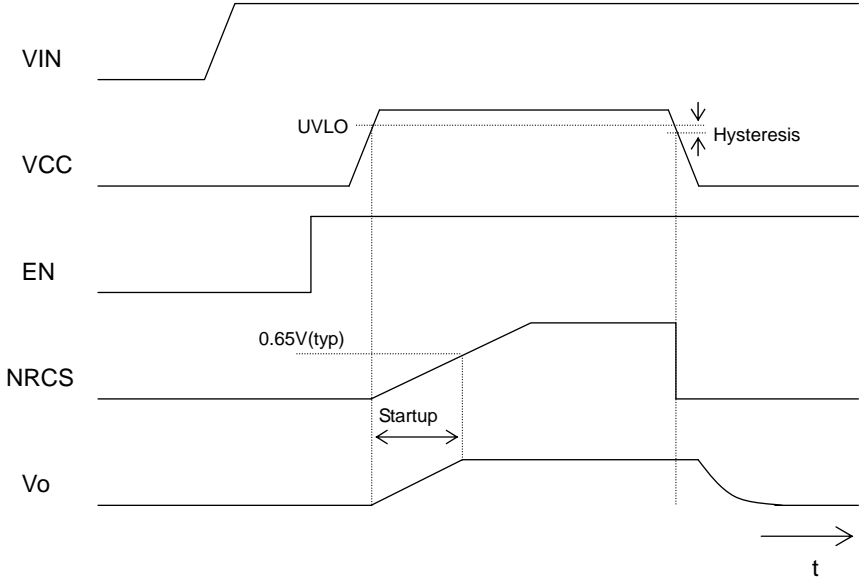 VIN
UVLO
Hysteresis
VCC
EN
0.65V(typ)
NRCS
Startup
Vo
t